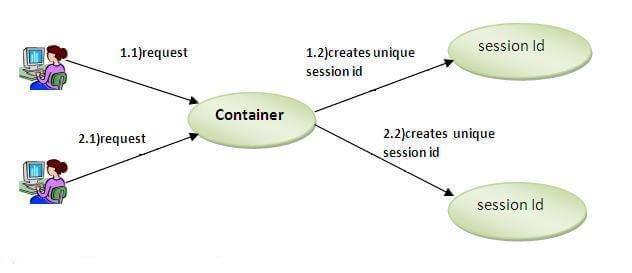 1.1)request
1.2)creates unique
session id
session Id
Container
2.1)request
2.2)creates unique
session id
session Id